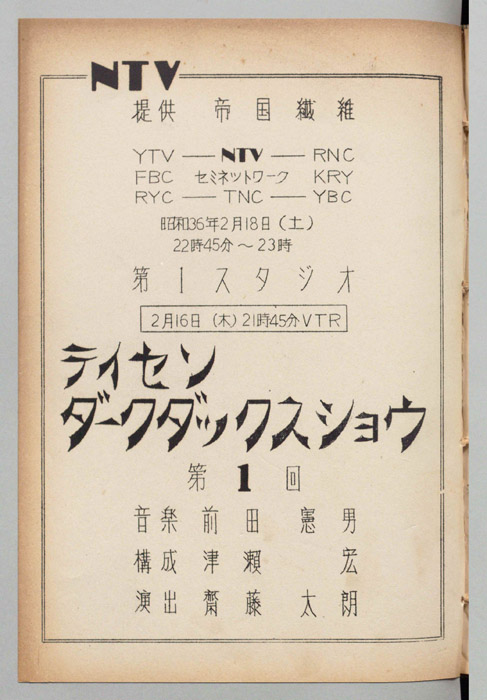 NTV
提供 帝国繊維
YTV — NTV — RNC
FBC セミネットワーク KRY
RYC — TNC — YBC
昭和36年2月18日(土)
22時45分〜23時
第1スタジオ
2月16日(木)21時45分VTR
テイセン
ダークダックスショウ
第1回
音楽 前田憲男
構成 津瀬宏
演出 齋藤太朗